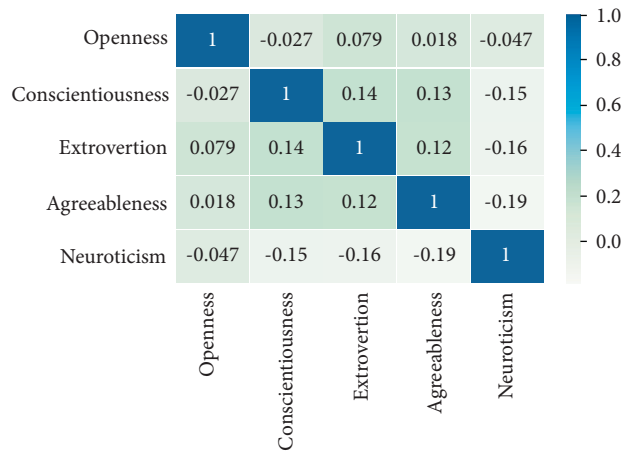 Openness 1 -0.027 0.079 0.018 -0.047
Conscientiousness -0.027 1 0.14 0.13 -0.15
Extrovertion 0.079 0.14 1 0.12 -0.16
Agreeableness 0.018 0.13 0.12 1 -0.19
Neuroticism -0.047 -0.15 -0.16 -0.19 1
Openness
Conscientiousness
Extrovertion
Agreeableness
Neuroticism
1.0
0.8
0.6
0.4
0.2
0.0